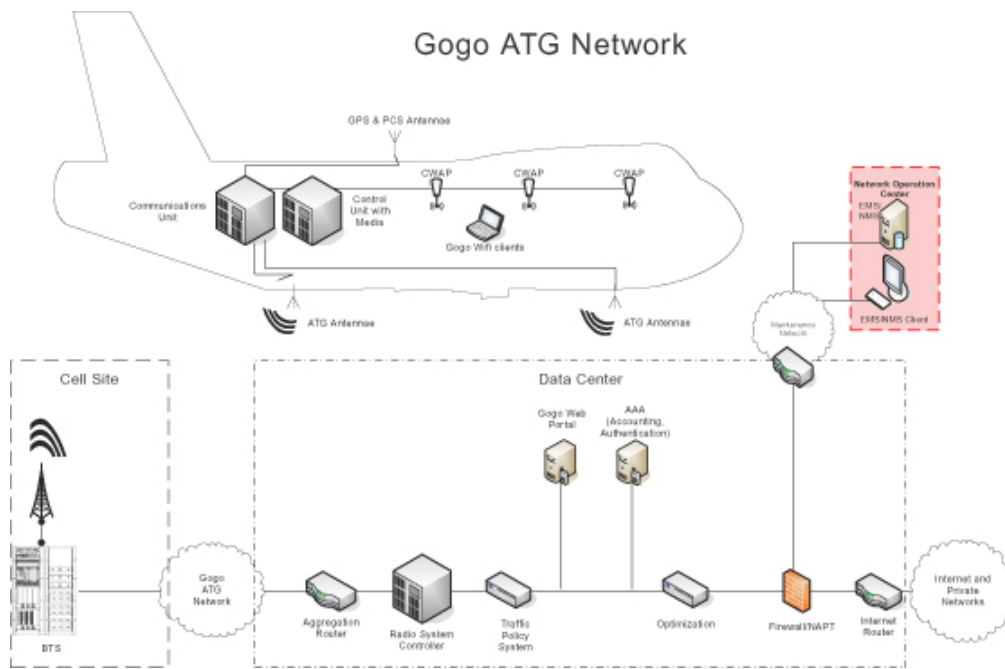 Gogo ATG Network
GPS & PCS Antennae
CWAP
CWAP
CWAP
Communications
Unit
Control
Unit with
Media
Gogo Wifi clients
ATG Antennae
ATG Antennae
Network Operation
Center
EMS/
NMS
EMS/NMS Client
Maintenance
Network
Cell Site
BTS
Gogo
ATG
Network
Data Center
Gogo Web
Portal
AAA
(Accounting,
Authentication)
Aggregation
Router
Radio System
Controller
Traffic
Policy
System
Optimization
Firewall/NAPT
Internet
Router
Internet and
Private
Networks